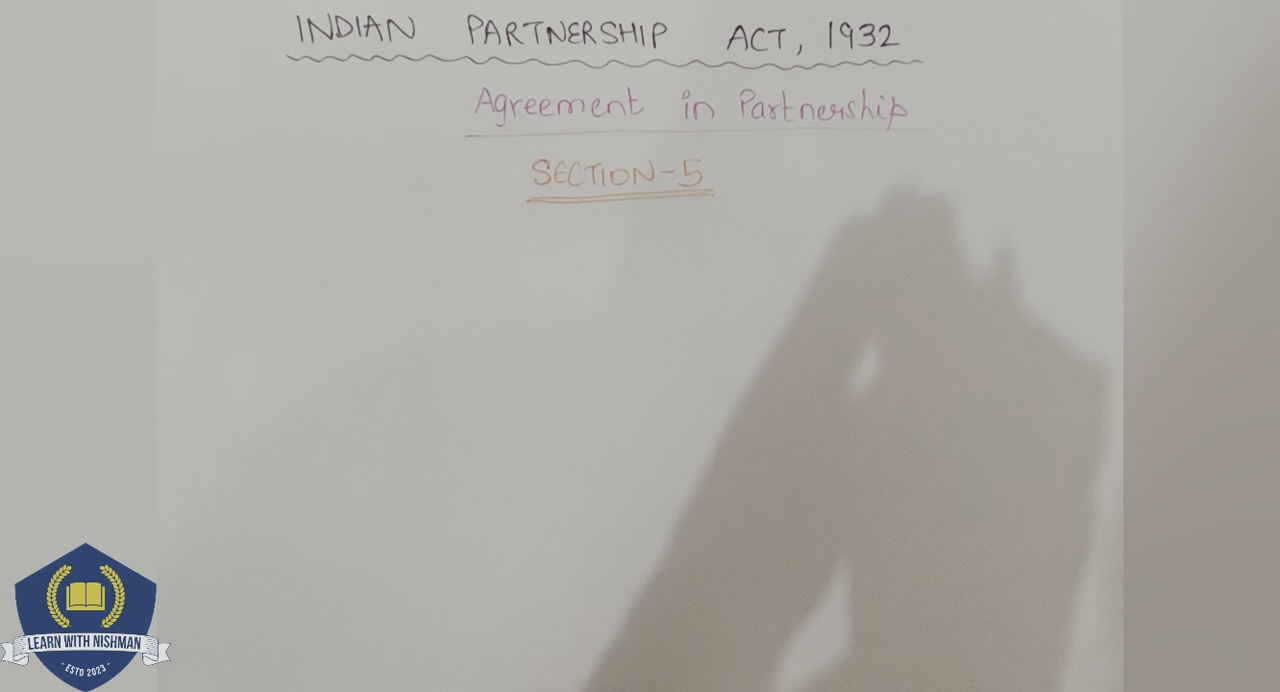 INDIAN PARTNERSHIP ACT, 1932
Agreement in Partnership
SECTION-5
LEARN WITH NISHMAN
- ESTD 2023 -